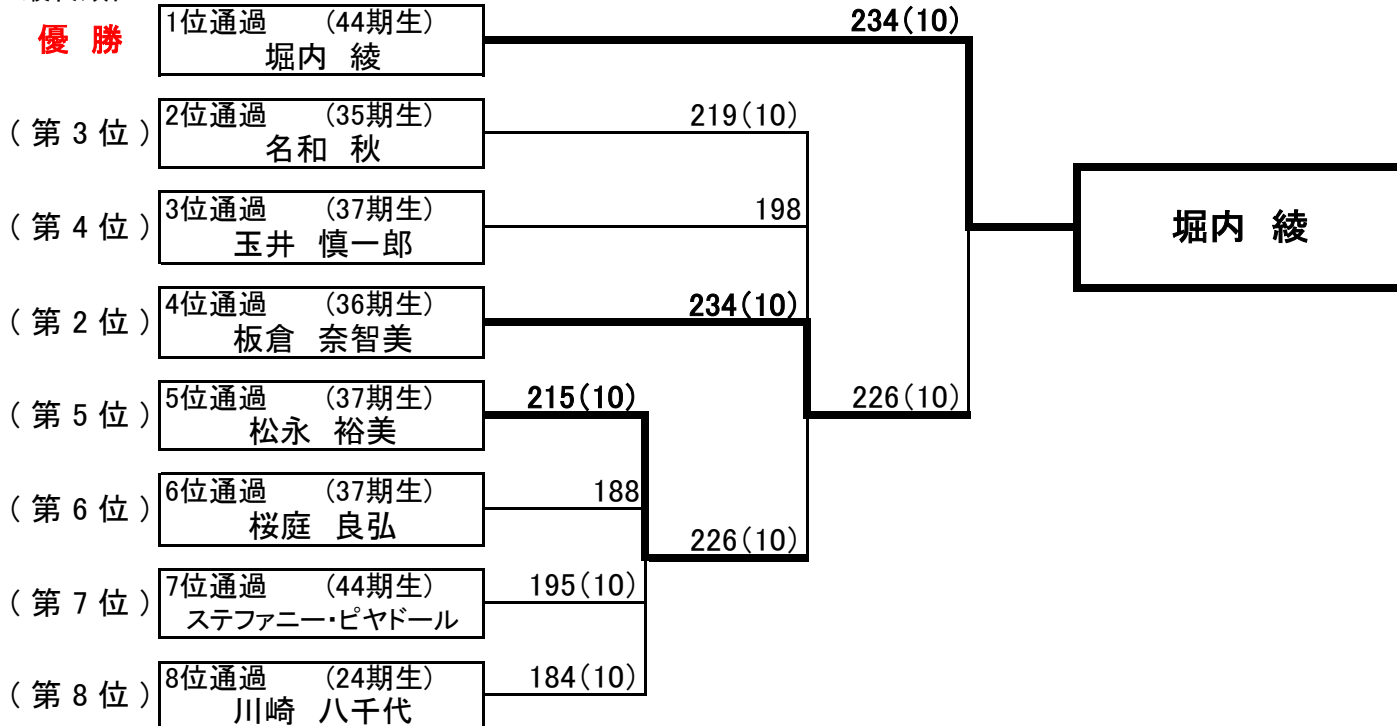 優 勝
1位通過 (44期生)
堀内 綾
234(10)
(第3位)
2位通過 (35期生)
名和 秋
219(10)
(第4位)
3位通過 (37期生)
玉井 慎一郎
198
堀内 綾
(第2位)
4位通過 (36期生)
板倉 奈智美
234(10)
(第5位)
5位通過 (37期生)
松永 裕美
215(10)
226(10)
(第6位)
6位通過 (37期生)
桜庭 良弘
188
226(10)
(第7位)
7位通過 (44期生)
ステファニー・ピヤドール
195(10)
(第8位)
8位通過 (24期生)
川崎 八千代
184(10)